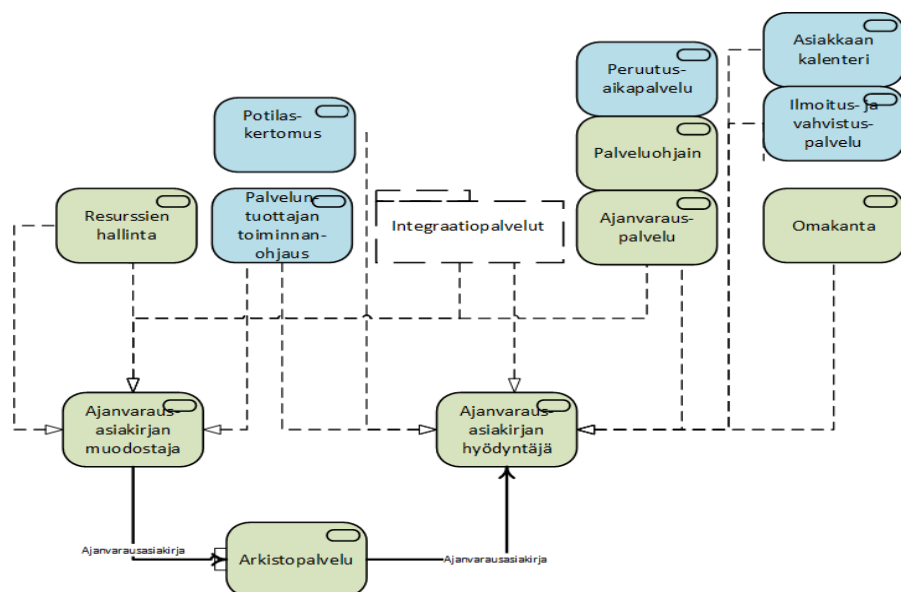 Asiakkaan
kalenteri
Peruutus-
aikapalvelu
Ilmoitus- ja
vahvistus-
palvelu
Potilas-
kertomus
Palveluohjain
Resurssien
hallinta
Palvelun-
tuottajan
toiminnan-
ohjaus
Integraatiopalvelut
Ajanvaraus-
palvelu
Omakanta
Ajanvaraus-
asiakirjan
muodostaja
Ajanvaraus-
asiakirjan
hyödyntäjä
Ajanvarausasiakirja
Arkistopalvelu
Ajanvarausasiakirja